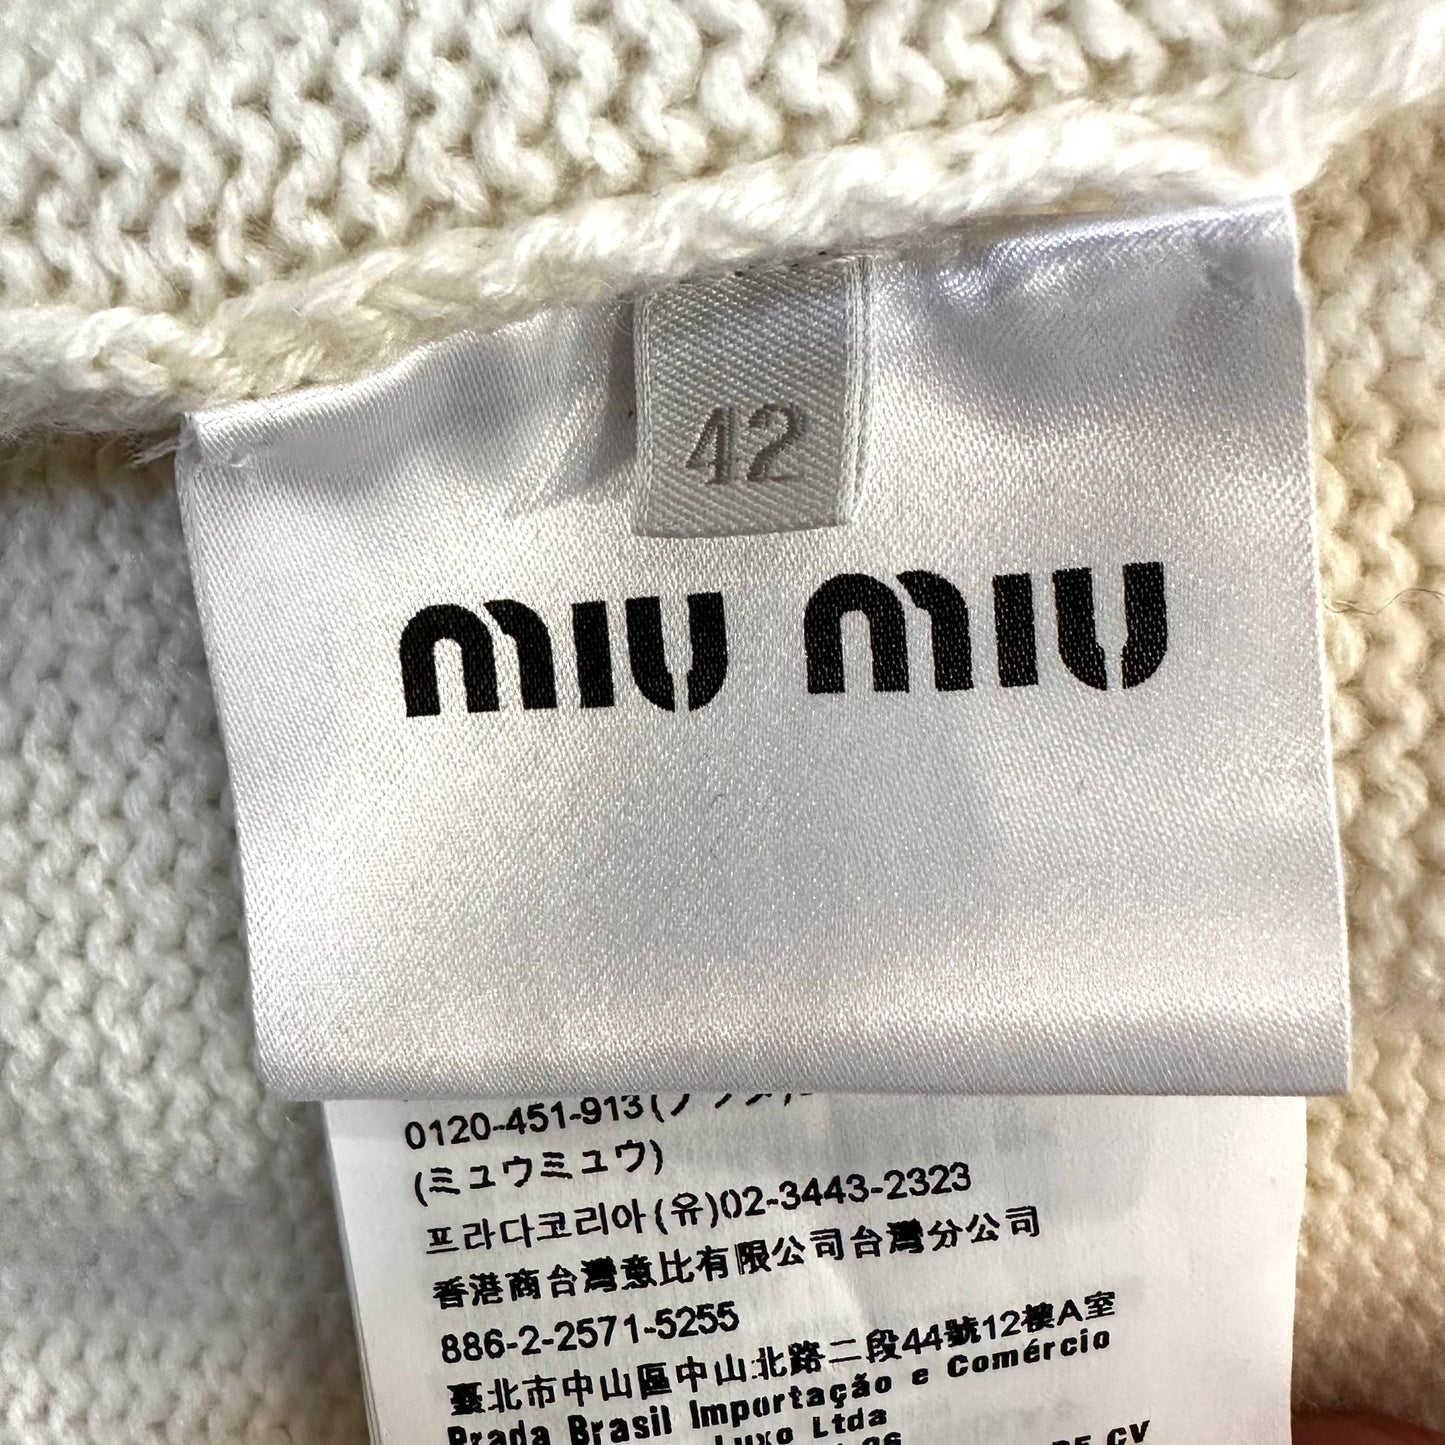 42
miu miu
0120-451-913(
(ミュウミュウ)
프라다코리아(유)02-3443-2323
香港商台灣意比有限公司台灣分公司
886-2-2571-5255
臺北市中山區中山北路二段44號12樓A室
Prada Brasil Importação e Comércio
Luxo Ltda
DE CV